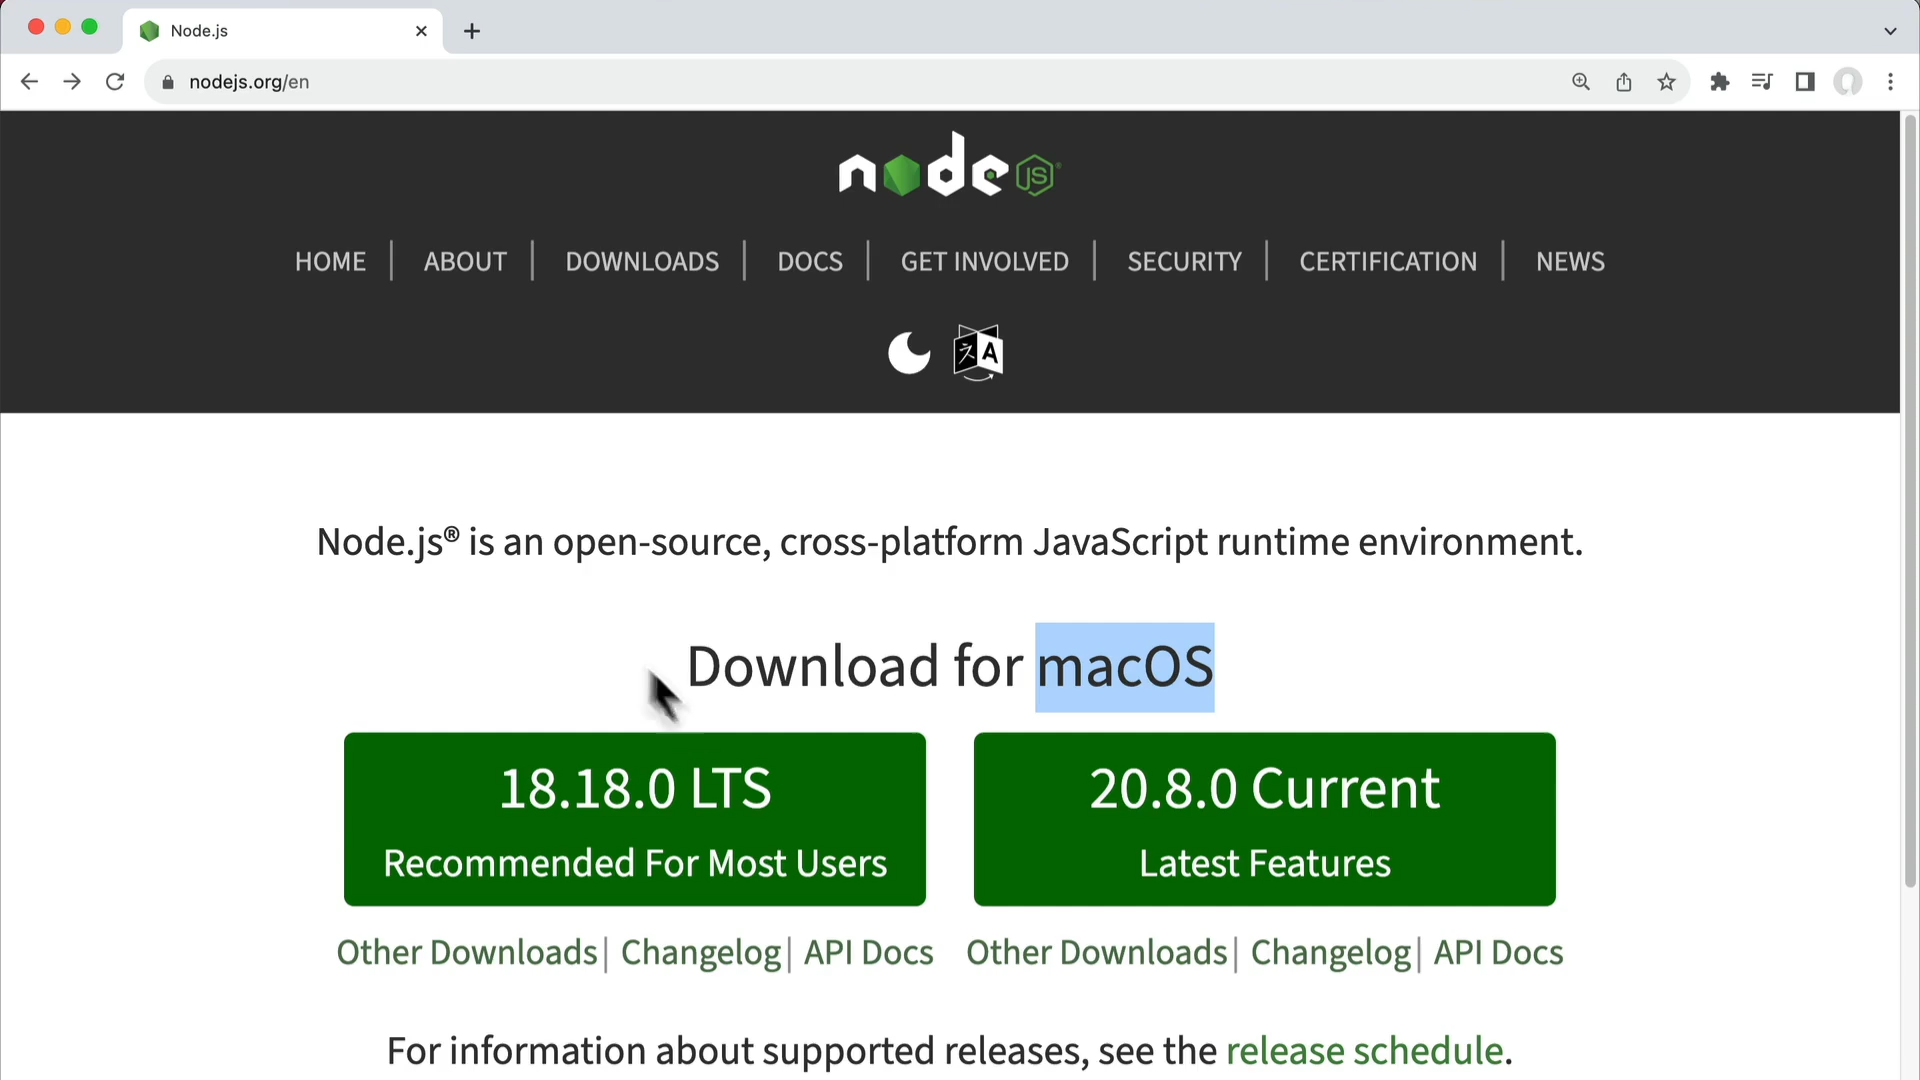 Node.js
nodejs.org/en
node JS
HOME | ABOUT | DOWNLOADS | DOCS | GET INVOLVED | SECURITY | CERTIFICATION | NEWS
Node.js® is an open-source, cross-platform JavaScript runtime environment.
Download for macOS
18.18.0 LTS
Recommended For Most Users
20.8.0 Current
Latest Features
Other Downloads | Changelog | API Docs
Other Downloads | Changelog | API Docs
For information about supported releases, see the release schedule.